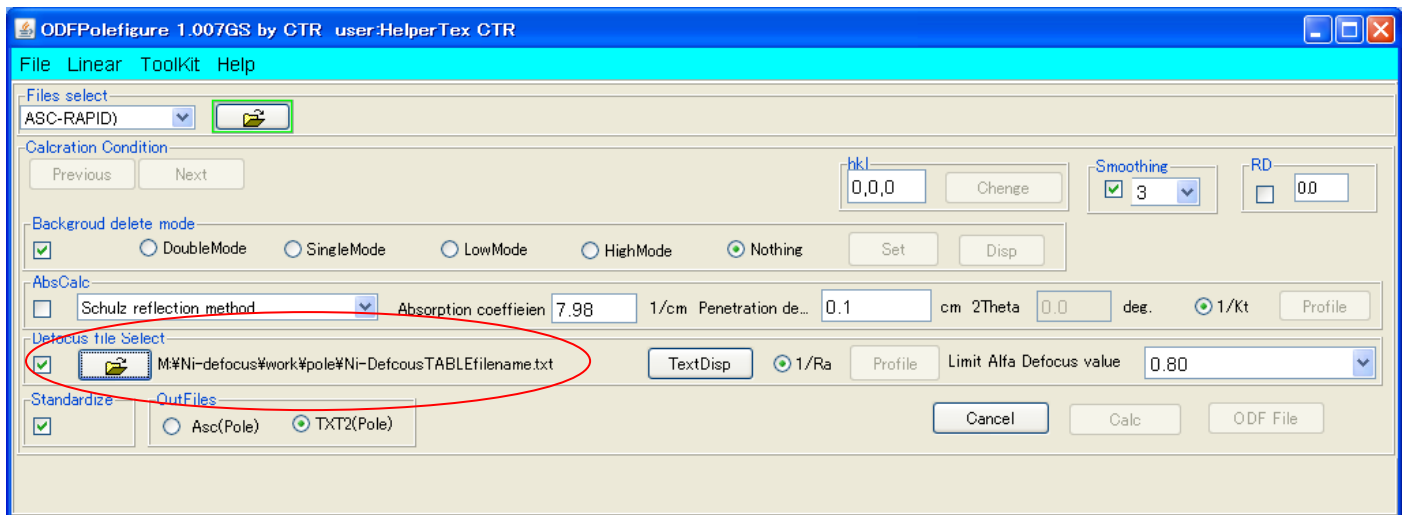 ODFPolefigure 1.007GS by CTR user:HelperTex CTR
File Linear ToolKit Help
Files select
ASC-RAPID)
Calcration Condition
Previous Next
hkl
0,0,0 Chenge
Smoothing
3
RD
0.0
Backgroud delete mode
DoubleMode SingleMode LowMode HighMode Nothing Set Disp
AbsCalc
Schulz reflection method Absorption coeffieien 7.98 1/cm Penetration de... 0.1 cm 2Theta 0.0 deg. 1/Kt Profile
Defocus file Select
M:¥Ni-defocus¥work¥pole¥Ni-DefcousTABLEfilename.txt TextDisp 1/Ra Profile Limit Alfa Defocus value 0.80
Standardize
OutFiles
Asc(Pole) TXT2(Pole)
Cancel Calc ODF File